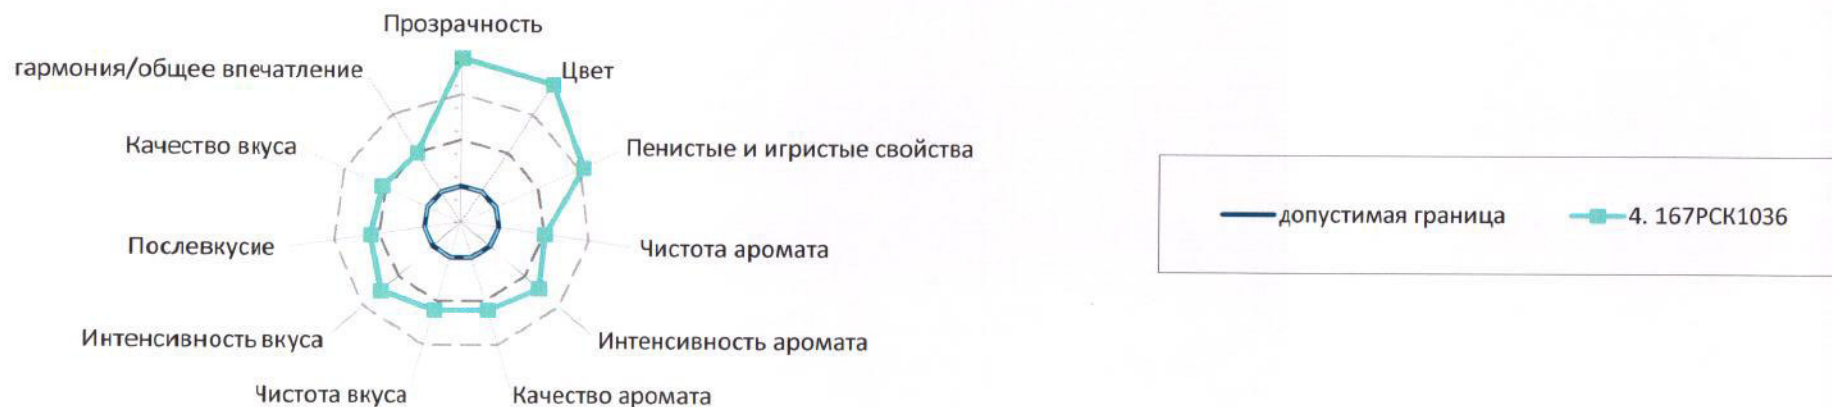 Прозрачность
гармония/общее впечатление
Цвет
Качество вкуса
Пенистые и игристые свойства
Послевкусие
Чистота аромата
Интенсивность вкуса
Интенсивность аромата
Чистота вкуса
Качество аромата
допустимая граница
4. 167РСК1036